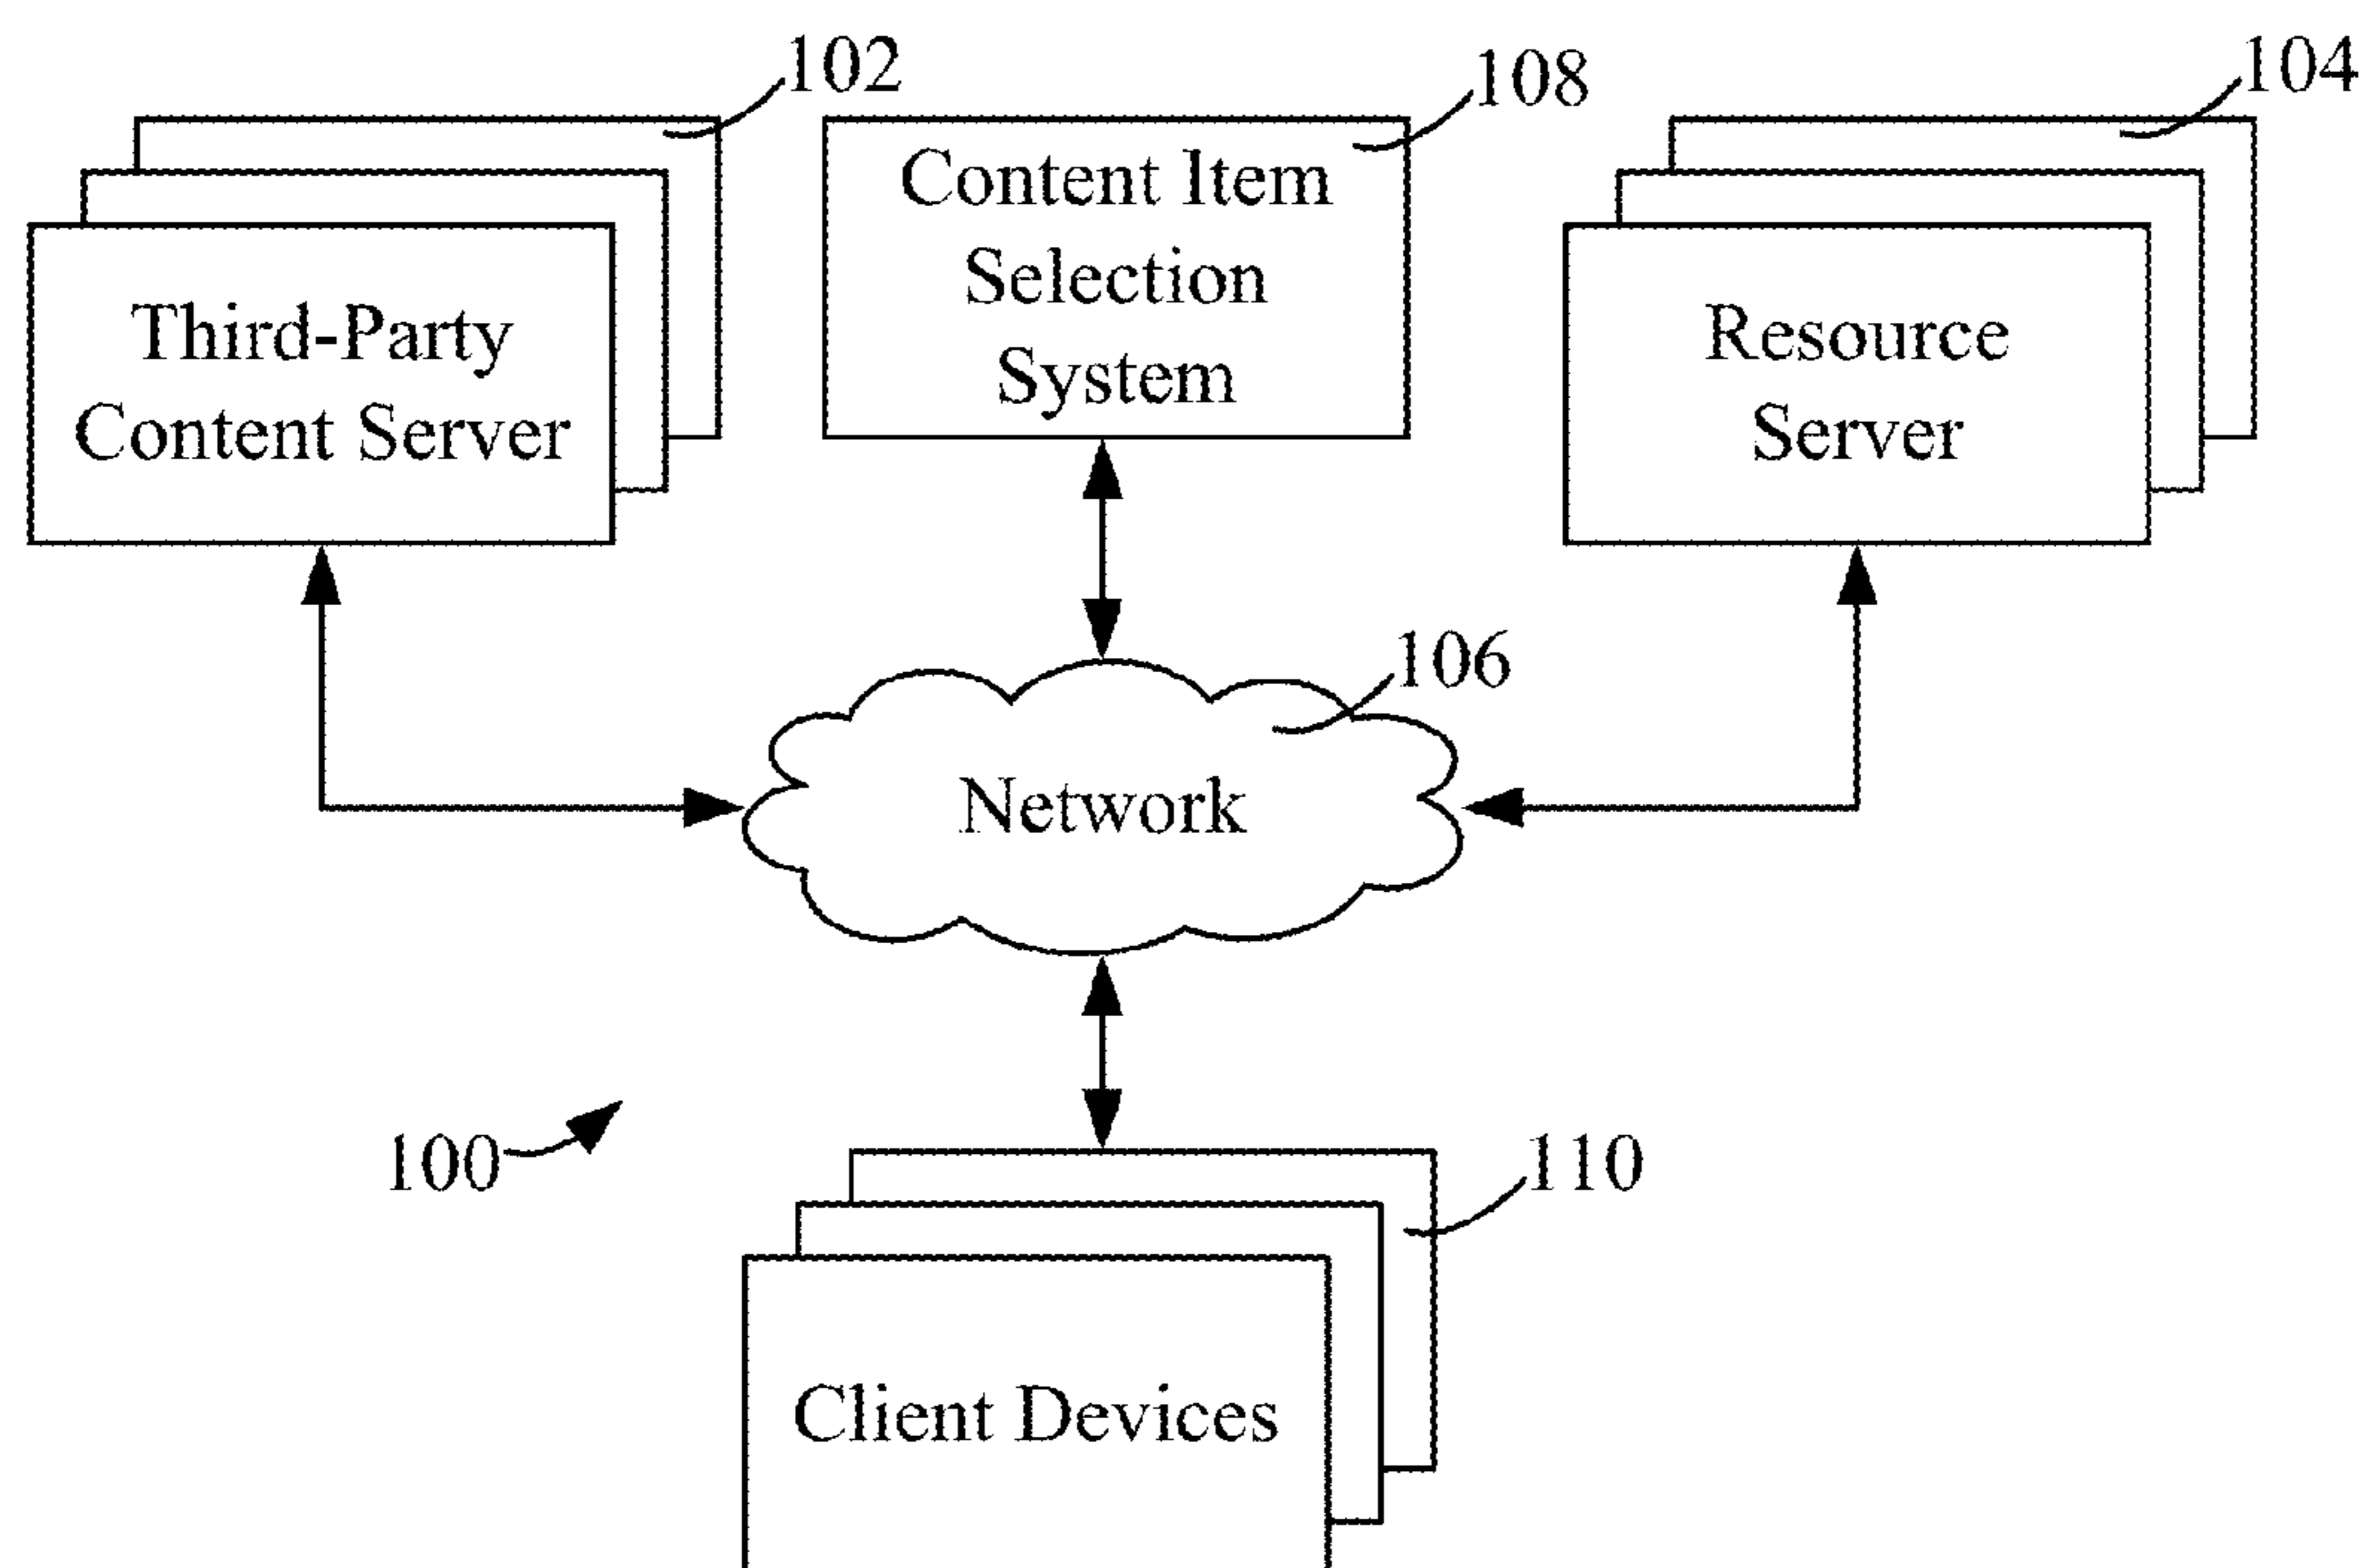 102
108
104
Third-Party
Content Server
Content Item
Selection
System
Resource
Server
106
Network
100
110
Client Devices